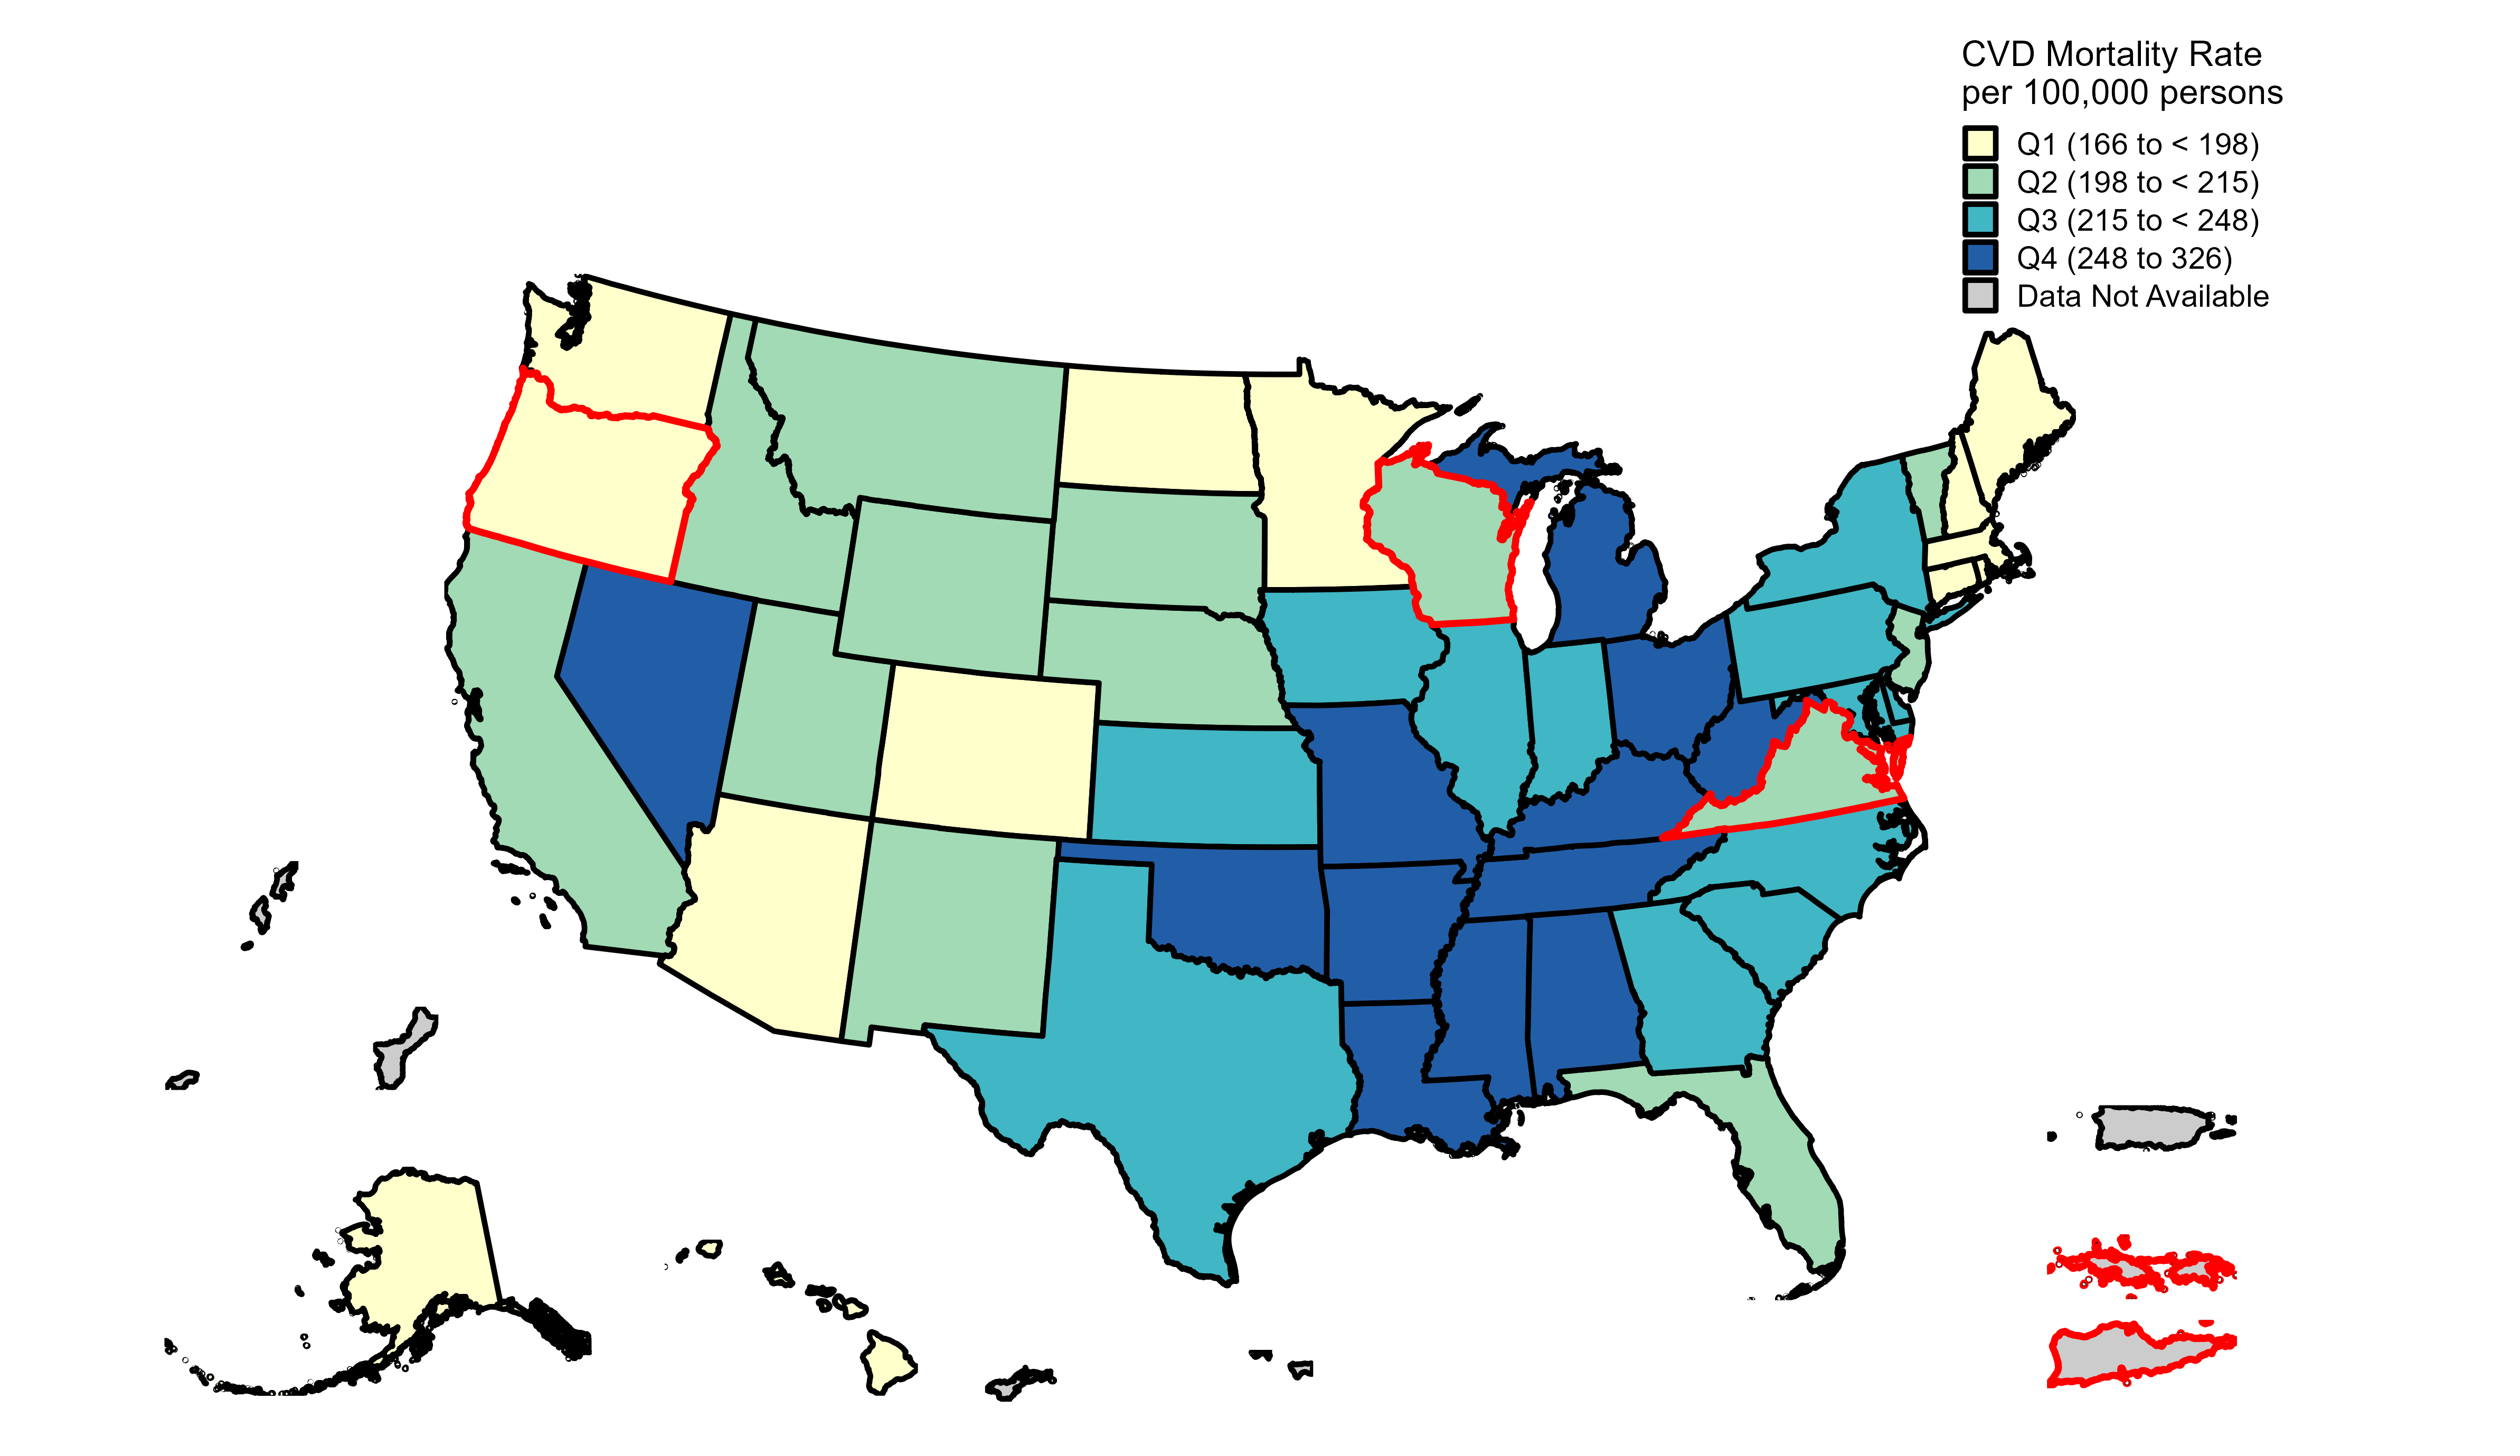 CVD Mortality Rate
per 100,000 persons
Q1 (166 to < 198)
Q2 (198 to < 215)
Q3 (215 to < 248)
Q4 (248 to 326)
Data Not Available